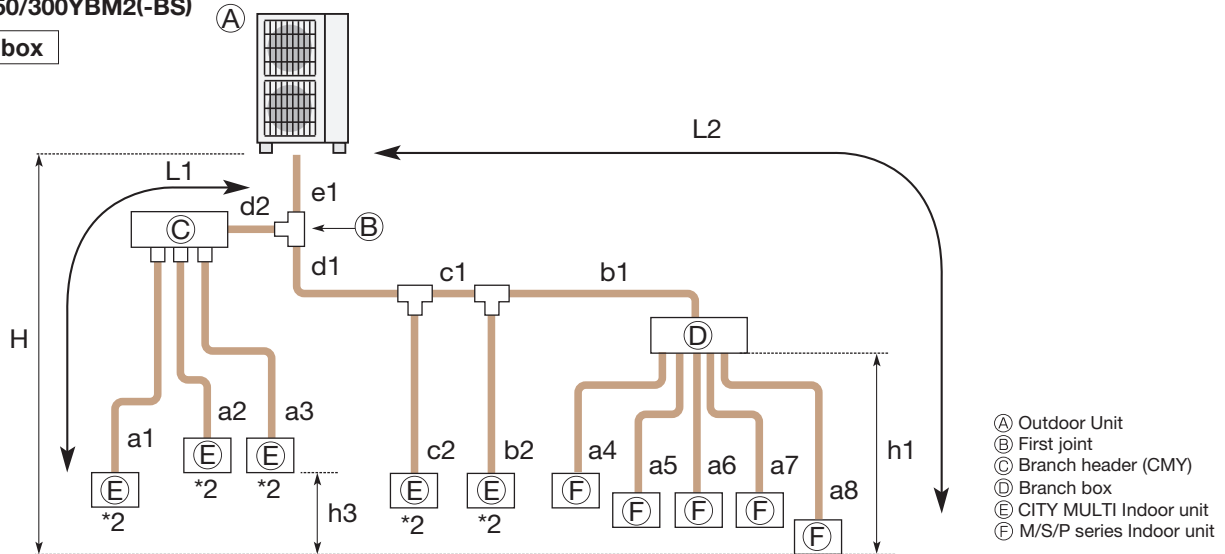 50/300YBM2(-BS)
box
Ⓐ
L2
L1
e1
d2
Ⓒ
Ⓑ
d1
c1
b1
H
Ⓓ
a1
a2
a3
c2
b2
a4
a5
a6
a7
a8
h1
Ⓔ
*2
Ⓔ
*2
Ⓔ
*2
h3
Ⓔ
*2
Ⓔ
*2
Ⓕ
Ⓕ
Ⓕ
Ⓕ
Ⓕ
Ⓐ Outdoor Unit
Ⓑ First joint
Ⓒ Branch header (CMY)
Ⓓ Branch box
Ⓔ CITY MULTI Indoor unit
Ⓕ M/S/P series Indoor unit